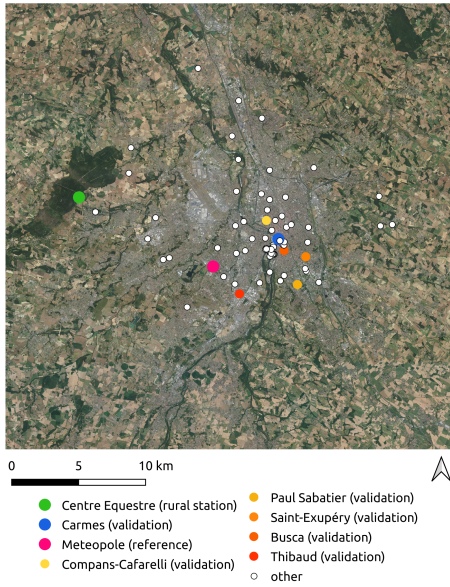 0 5 10 km
Centre Equestre (rural station)
Carmes (validation)
Meteopole (reference)
Compans-Cafarelli (validation)
Paul Sabatier (validation)
Saint-Exupéry (validation)
Busca (validation)
Thibaud (validation)
other